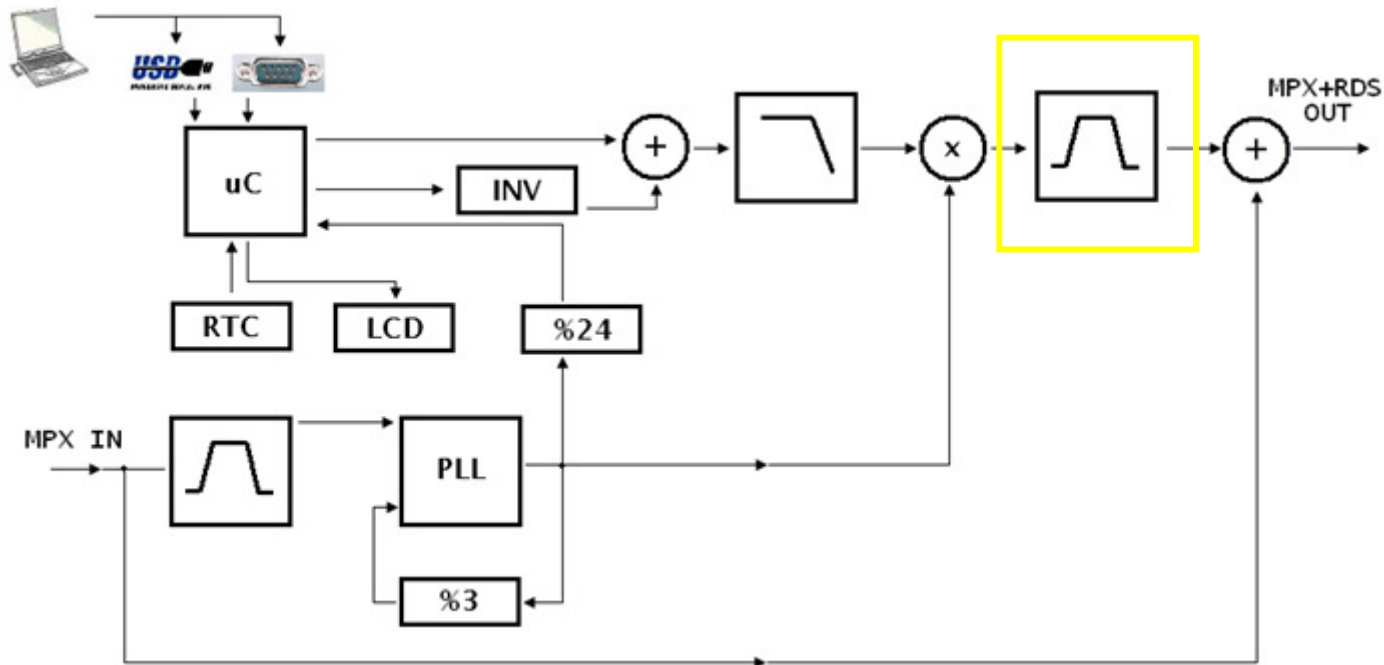 USB
MPX+RDS
OUT
+
x
+
uC
INV
RTC
LCD
%24
MPX IN
PLL
%3